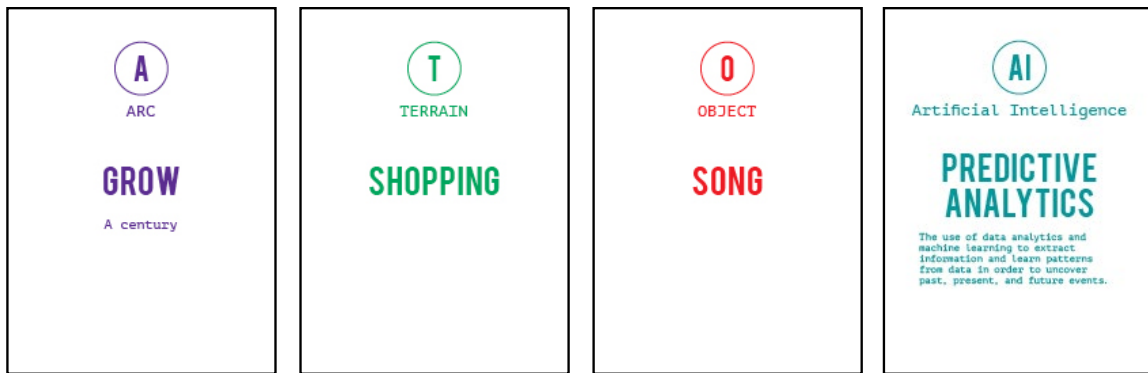 A
ARC
GROW
A century
T
TERRAIN
SHOPPING
O
OBJECT
SONG
AI
Artificial Intelligence
PREDICTIVE
ANALYTICS
The use of data analytics and
machine learning to extract
information and learn patterns
from data in order to uncover
past, present, and future events.